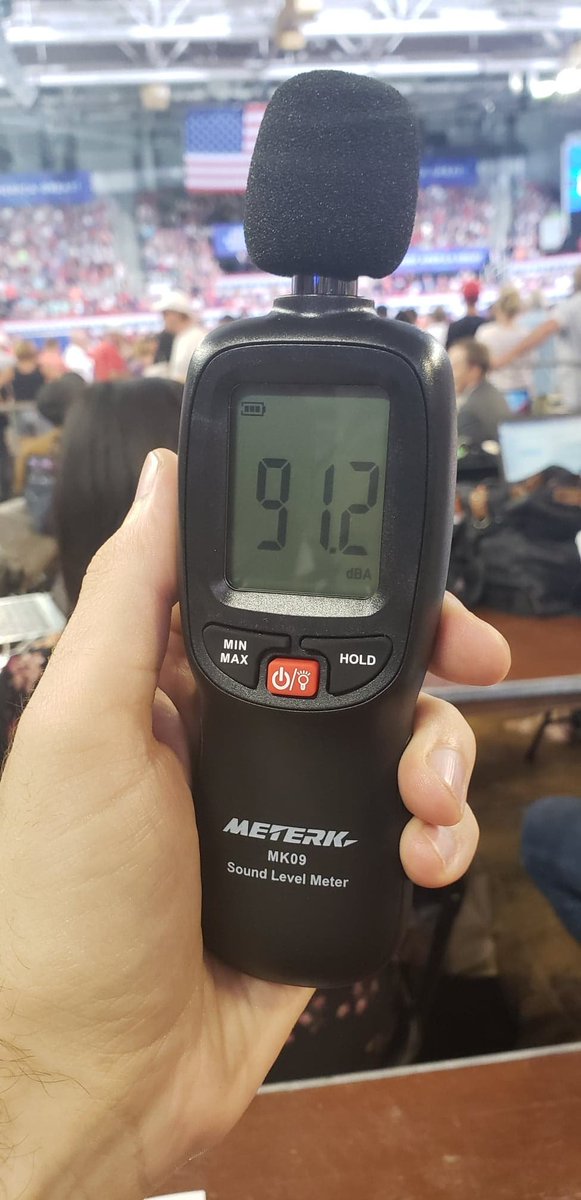 91.2
dBA
MIN
MAX
HOLD
METERK
MK09
Sound Level Meter